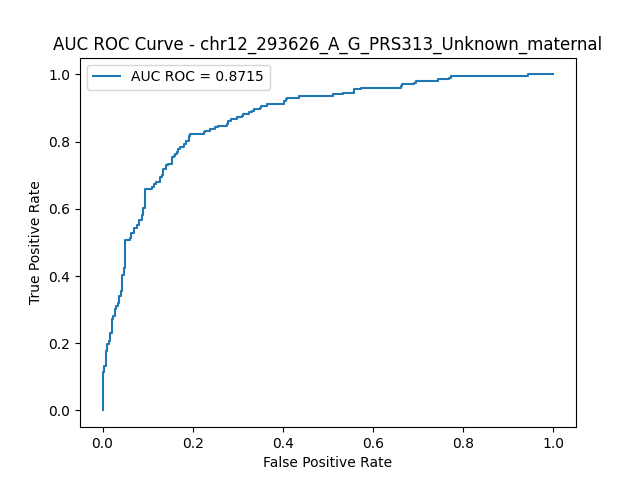 AUC ROC Curve - chr12_293626_A_G_PRS313_Unknown_maternal
AUC ROC = 0.8715
True Positive Rate
1.0
0.8
0.6
0.4
0.2
0.0
0.0 0.2 0.4 0.6 0.8 1.0
False Positive Rate